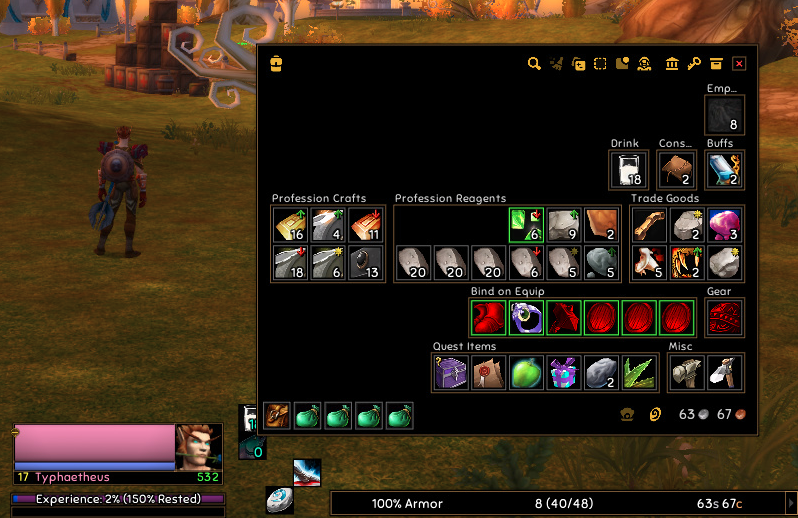 Emp...
8
Drink
Cons...
Buffs
18
2
2
Profession Crafts
Profession Reagents
Trade Goods
16
4
11
6
9
2
2
3
18
6
13
20
20
20
6
5
5
5
2
Bind on Equip
Gear
Quest Items
Misc
2
63 67
0
17 Typhaetheus 532
Experience: 2% (150% Rested)
100% Armor
8 (40/48)
63s 67c